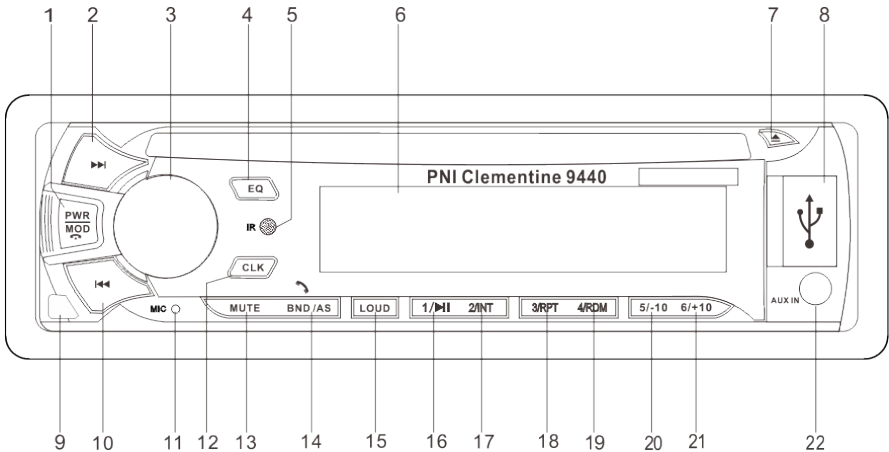 1 2 3 4 5 6 7 8
PNI Clementine 9440
EQ
PWR
MOD
IR
CLK
AUX IN
MIC
MUTE BND/AS LOUD 1/⏯ 2/INT 3/RPT 4/RDM 5/-10 6/+10
9 10 11 12 13 14 15 16 17 18 19 20 21 22